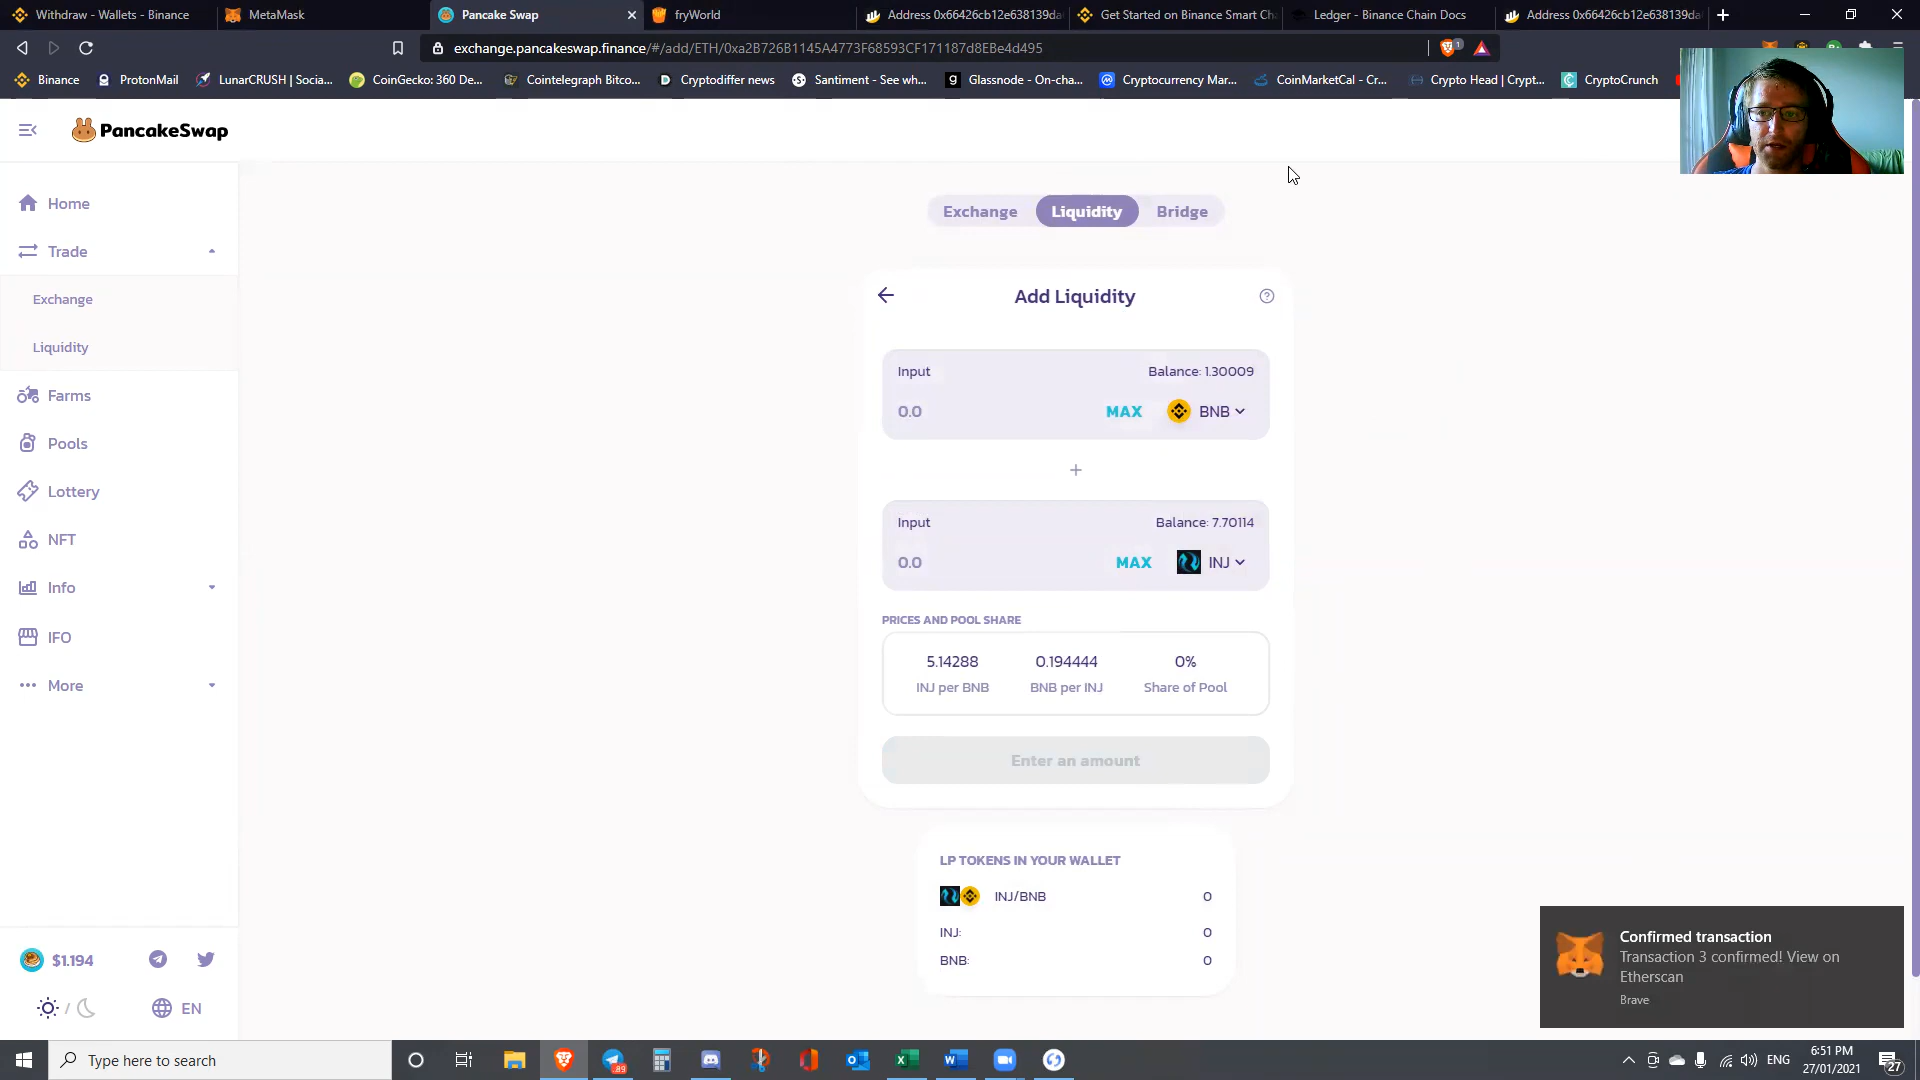 Withdraw - Wallets - Binance
MetaMask
Pancake Swap
fryWorld
Address 0x66426cb12e638139da
Get Started on Binance Smart Ch
Ledger - Binance Chain Docs
Address 0x66426cb12e638139da
exchange.pancakeswap.finance/#/add/ETH/0xa2B726B1145A4773F68593CF171187d8EBe4d495
1
Binance
ProtonMail
LunarCRUSH | Socia...
CoinGecko: 360 De...
Cointelegraph Bitco...
Cryptodiffer news
Santiment - See wh...
Glassnode - On-cha...
Cryptocurrency Mar...
CoinMarketCal - Cr...
Crypto Head | Crypt...
CryptoCrunch
PancakeSwap
Home
Trade
Exchange
Liquidity
Farms
Pools
Lottery
NFT
Info
IFO
More
$1.194
/
EN
Exchange
Liquidity
Bridge
Add Liquidity
Input
Balance: 1.30009
0.0
MAX
BNB
+
Input
Balance: 7.70114
0.0
MAX
INJ
PRICES AND POOL SHARE
5.14288
0.194444
0%
INJ per BNB
BNB per INJ
Share of Pool
Enter an amount
LP TOKENS IN YOUR WALLET
INJ/BNB
0
INJ:
0
BNB:
0
Confirmed transaction
Transaction 3 confirmed! View on
Etherscan
Brave
Type here to search
89
ENG
6:51 PM
27/01/2021
27